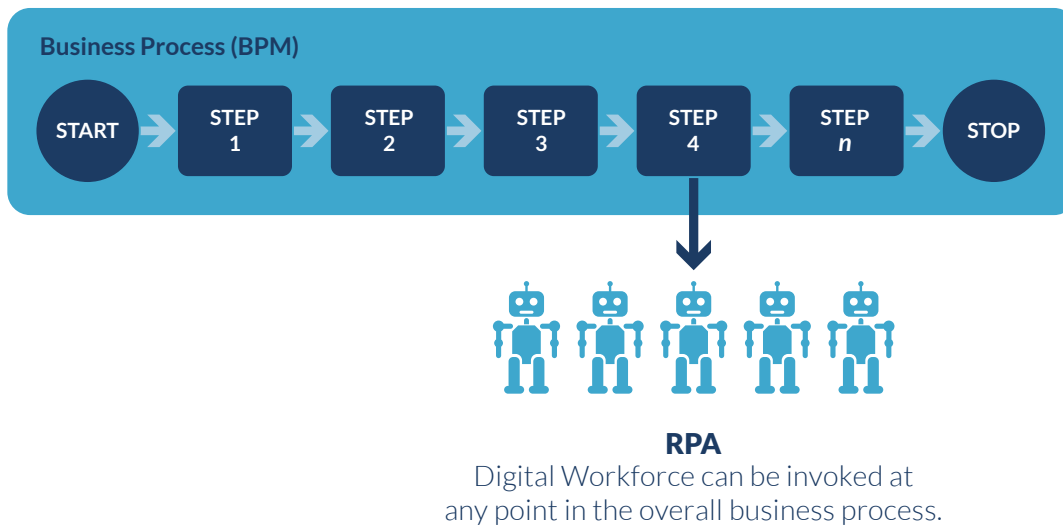 Business Process (BPM)
START
STEP
1
STEP
2
STEP
3
STEP
4
STEP
n
STOP
RPA
Digital Workforce can be invoked at
any point in the overall business process.